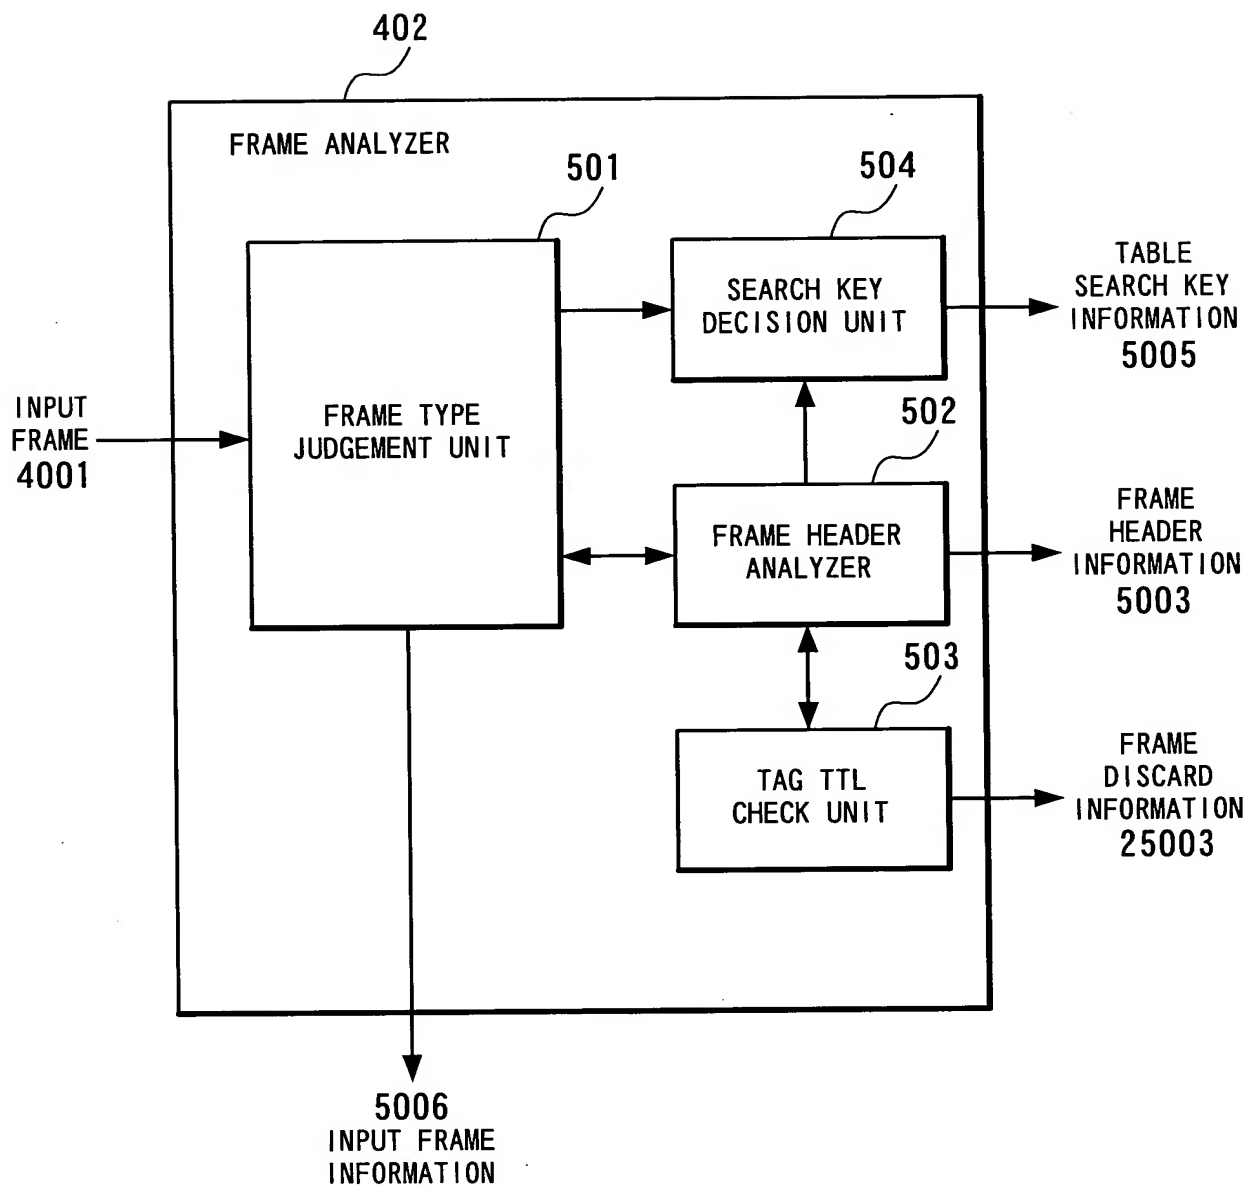 402
FRAME ANALYZER
501
504
SEARCH KEY
DECISION UNIT
TABLE
SEARCH KEY
INFORMATION
5005
INPUT
FRAME
4001
FRAME TYPE
JUDGEMENT UNIT
502
FRAME HEADER
ANALYZER
FRAME
HEADER
INFORMATION
5003
503
TAG TTL
CHECK UNIT
FRAME
DISCARD
INFORMATION
25003
5006
INPUT FRAME
INFORMATION